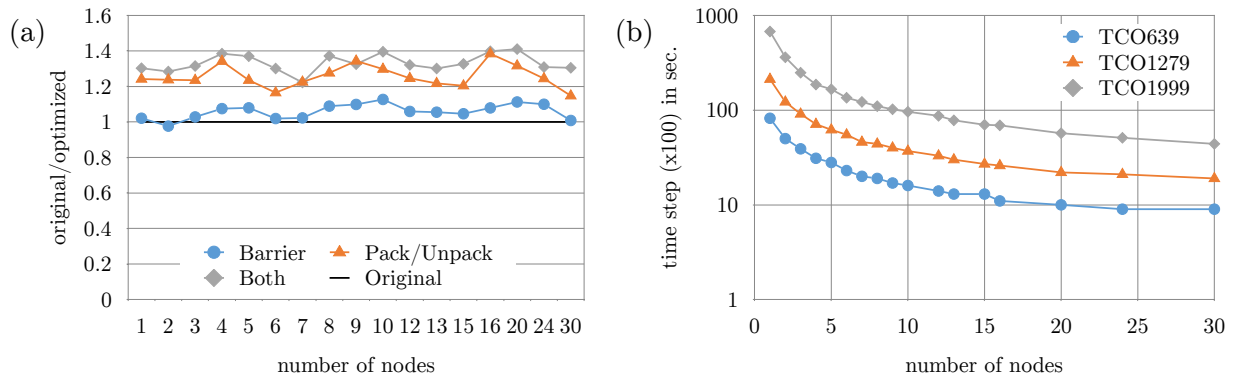 (a)
original/optimized
1.6
1.4
1.2
1
0.8
0.6
0.4
0.2
0
Barrier Pack/Unpack
Both Original
1 2 3 4 5 6 7 8 9 10 12 13 15 16 20 24 30
number of nodes
(b)
time step (x100) in sec.
1000
100
10
1
TCO639
TCO1279
TCO1999
0 5 10 15 20 25 30
number of nodes